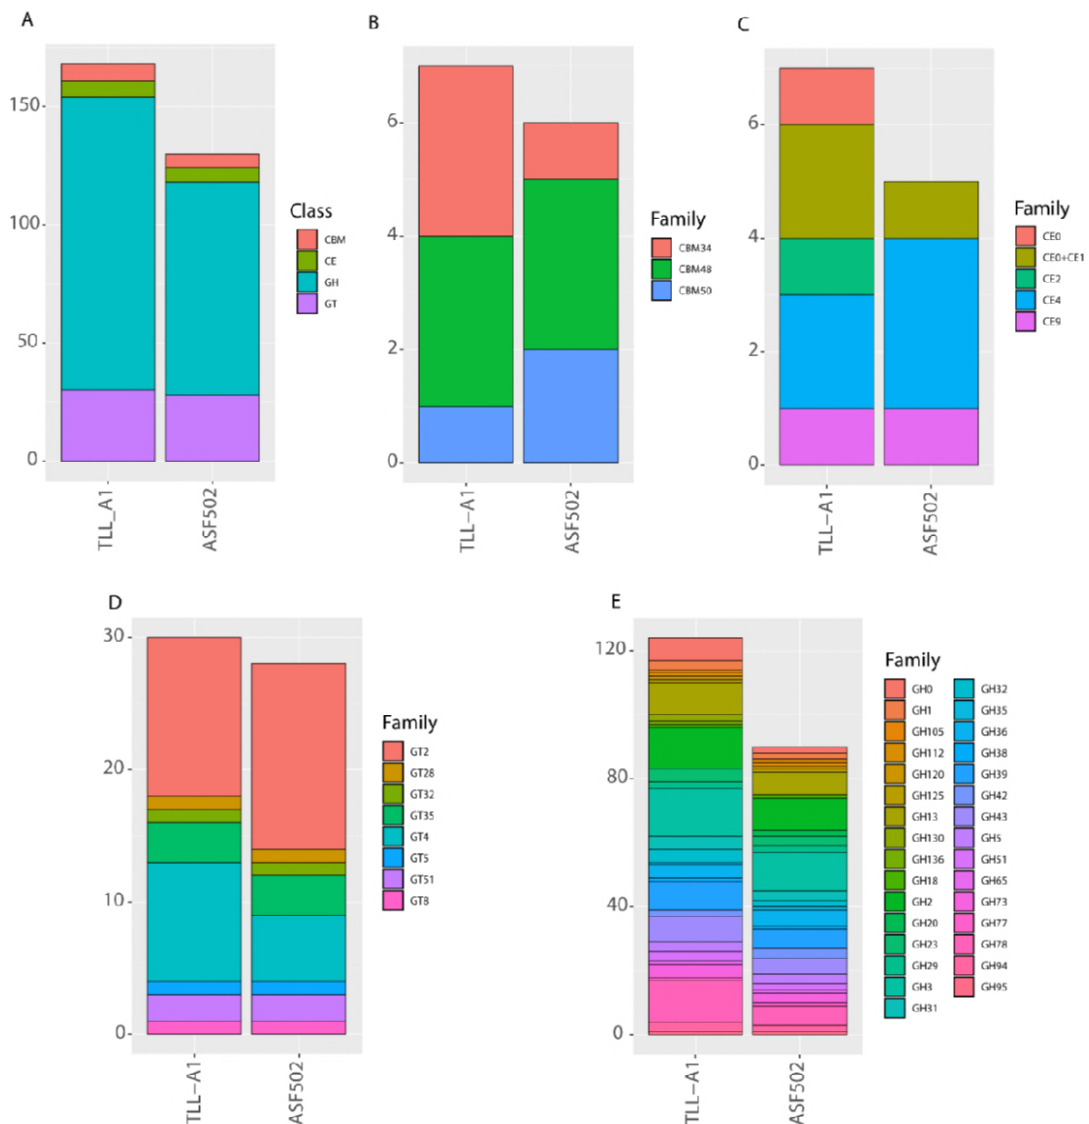 A
150
100
50
0
TLL_A1
ASF502
Class
CBM
CE
GH
GT
B
6
4
2
0
TLL−A1
ASF502
Family
CBM34
CBM48
CBM50
C
6
4
2
0
TLL−A1
ASF502
Family
CE0
CE0+CE1
CE2
CE4
CE9
D
30
20
10
0
TLL−A1
ASF502
Family
GT2
GT28
GT32
GT35
GT4
GT5
GT51
GT8
E
120
80
40
0
TLL−A1
ASF502
Family
GH0
GH1
GH105
GH112
GH120
GH125
GH13
GH130
GH136
GH18
GH2
GH20
GH23
GH29
GH3
GH31
GH32
GH35
GH36
GH38
GH39
GH42
GH43
GH5
GH51
GH65
GH73
GH77
GH78
GH94
GH95